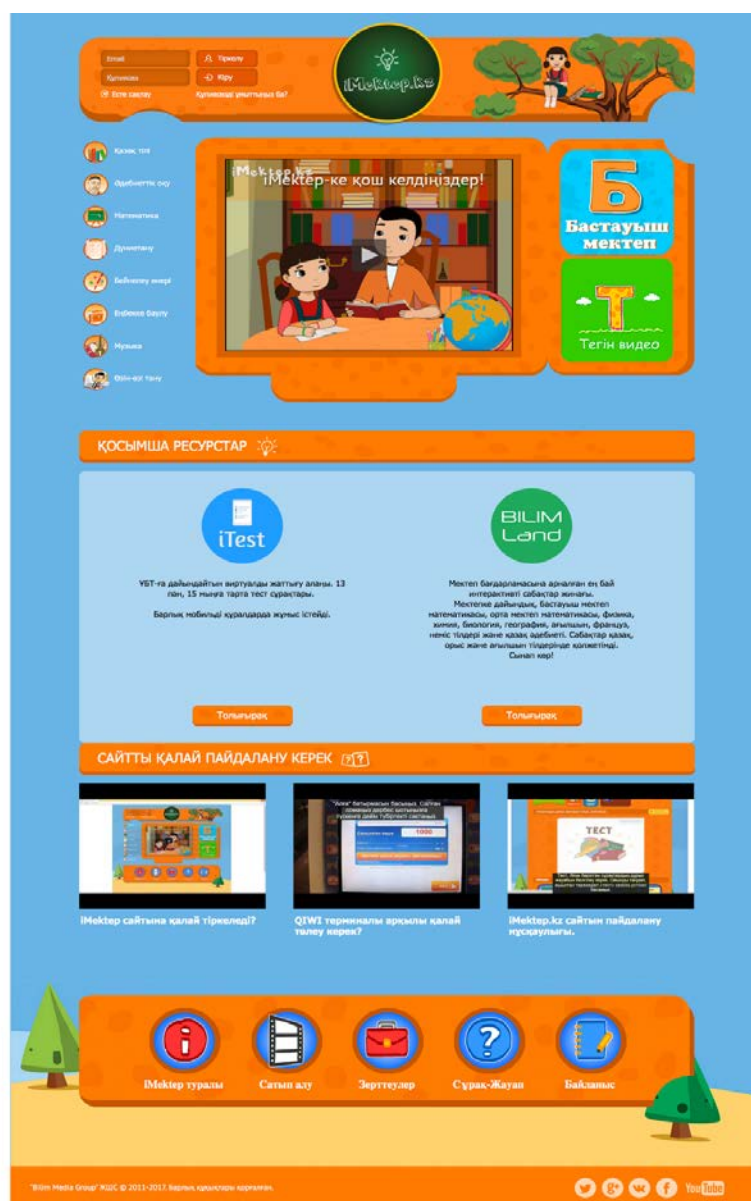 Email
Тіркелу
Құпиясөз
Кіру
Есте сақтау
Құпиясөзді ұмыттыңыз ба?
iMektep.kz
Қазақ тілі
Әдебиеттік оқу
Математика
Дүниетану
Бейнелеу өнері
Еңбекке баулу
Музыка
Өзін-өзі тану
iMektep.kz
iMektep-ке қош келдіңіздер!
Б
Бастауыш
мектеп
Т
Тегін видео
ҚОСЫМША РЕСУРСТАР
iTest
ҰБТ-ға дайындайтын виртуалды жаттығу алаңы. 13
пән, 15 мыңға тарта тест сұрақтары.
Барлық мобильді құралдарда жұмыс істейді.
Толығырақ
BILIM
Land
Мектеп бағдарламасына арналған ең бай
интерактивті сабақтар жинағы.
Мектепке дайындық, бастауыш мектеп
математикасы, орта мектеп математикасы, физика,
химия, биология, география, ағылшын, француз,
неміс тілдері және қазақ әдебиеті. Сабақтар қазақ,
орыс және ағылшын тілдерінде қолжетімді.
Сынап көр!
Толығырақ
САЙТТЫ ҚАЛАЙ ПАЙДАЛАНУ КЕРЕК
1000
ТЕСТ
iMektep сайтына қалай тіркеледі?
QIWI терминалы арқылы қалай
төлеу керек?
iMektep.kz сайтын пайдалану
нұсқаулығы.
iMektep туралы
Сатып алу
Зерттеулер
Сұрақ-Жауап
Байланыс
"Bilim Media Group" ЖШС © 2011-2017. Барлық құқықтары қорғалған.
You Tube